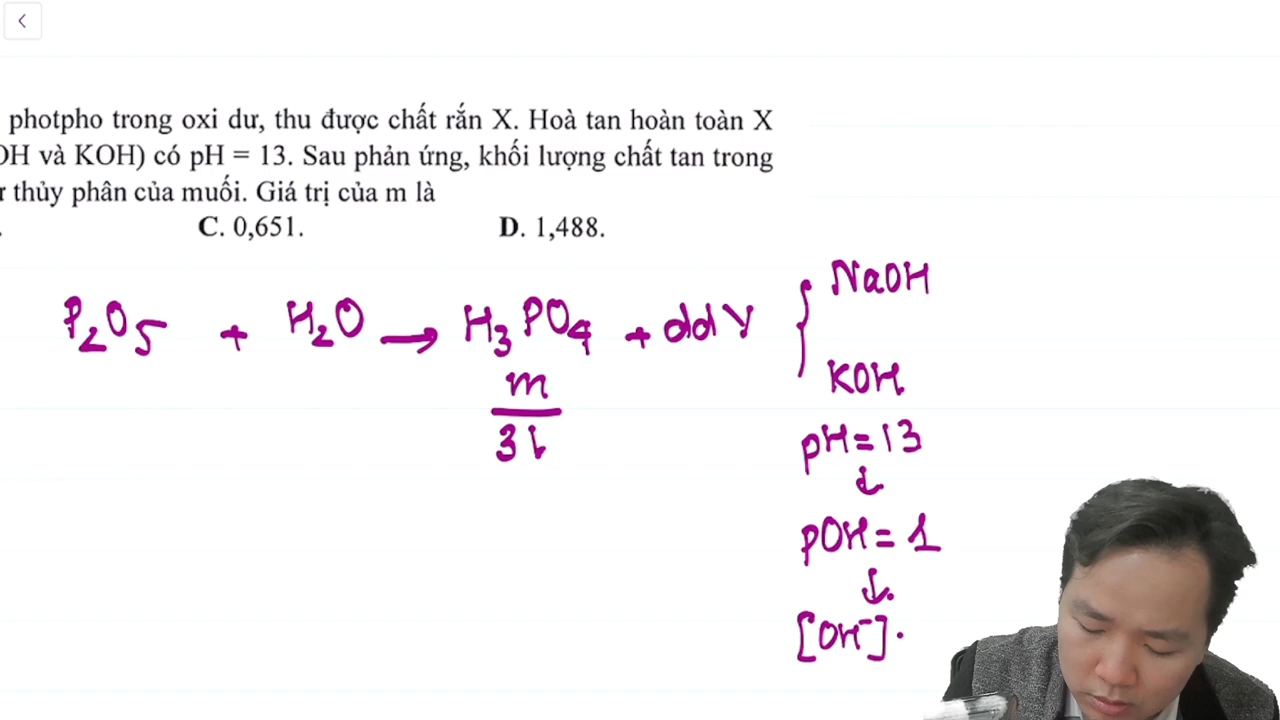 photpho trong oxi dư, thu được chất rắn X. Hoà tan hoàn toàn X
OH và KOH) có pH = 13. Sau phản ứng, khối lượng chất tan trong
thủy phân của muối. Giá trị của m là
C. 0,651. D. 1,488.
P₂O₅ + H₂O → H₃PO₄ + dd Y { NaOH
KOH
m
31
pH = 13
↓
pOH = 1
↓
[OH⁻].